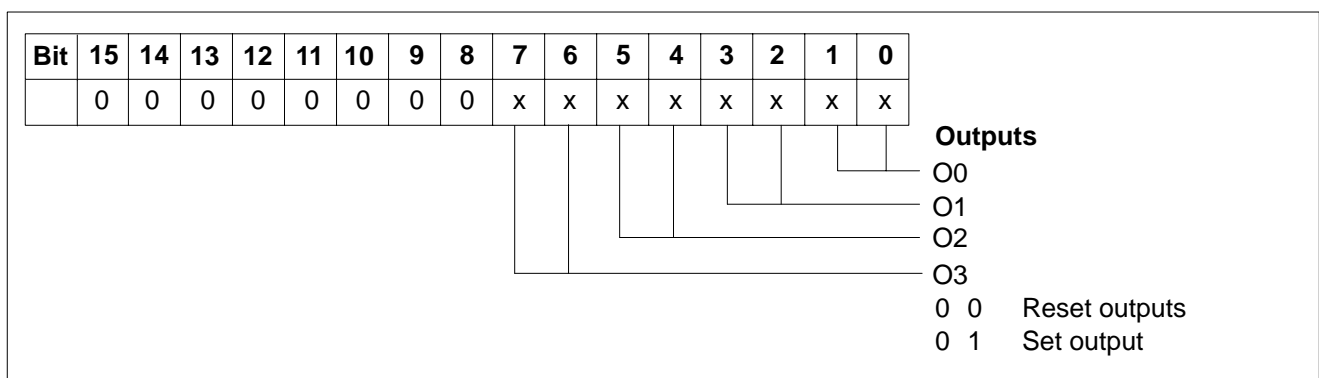 Bit 15 14 13 12 11 10 9 8 7 6 5 4 3 2 1 0
0 0 0 0 0 0 0 0 x x x x x x x x
Outputs
O0
O1
O2
O3
0 0 Reset outputs
0 1 Set output